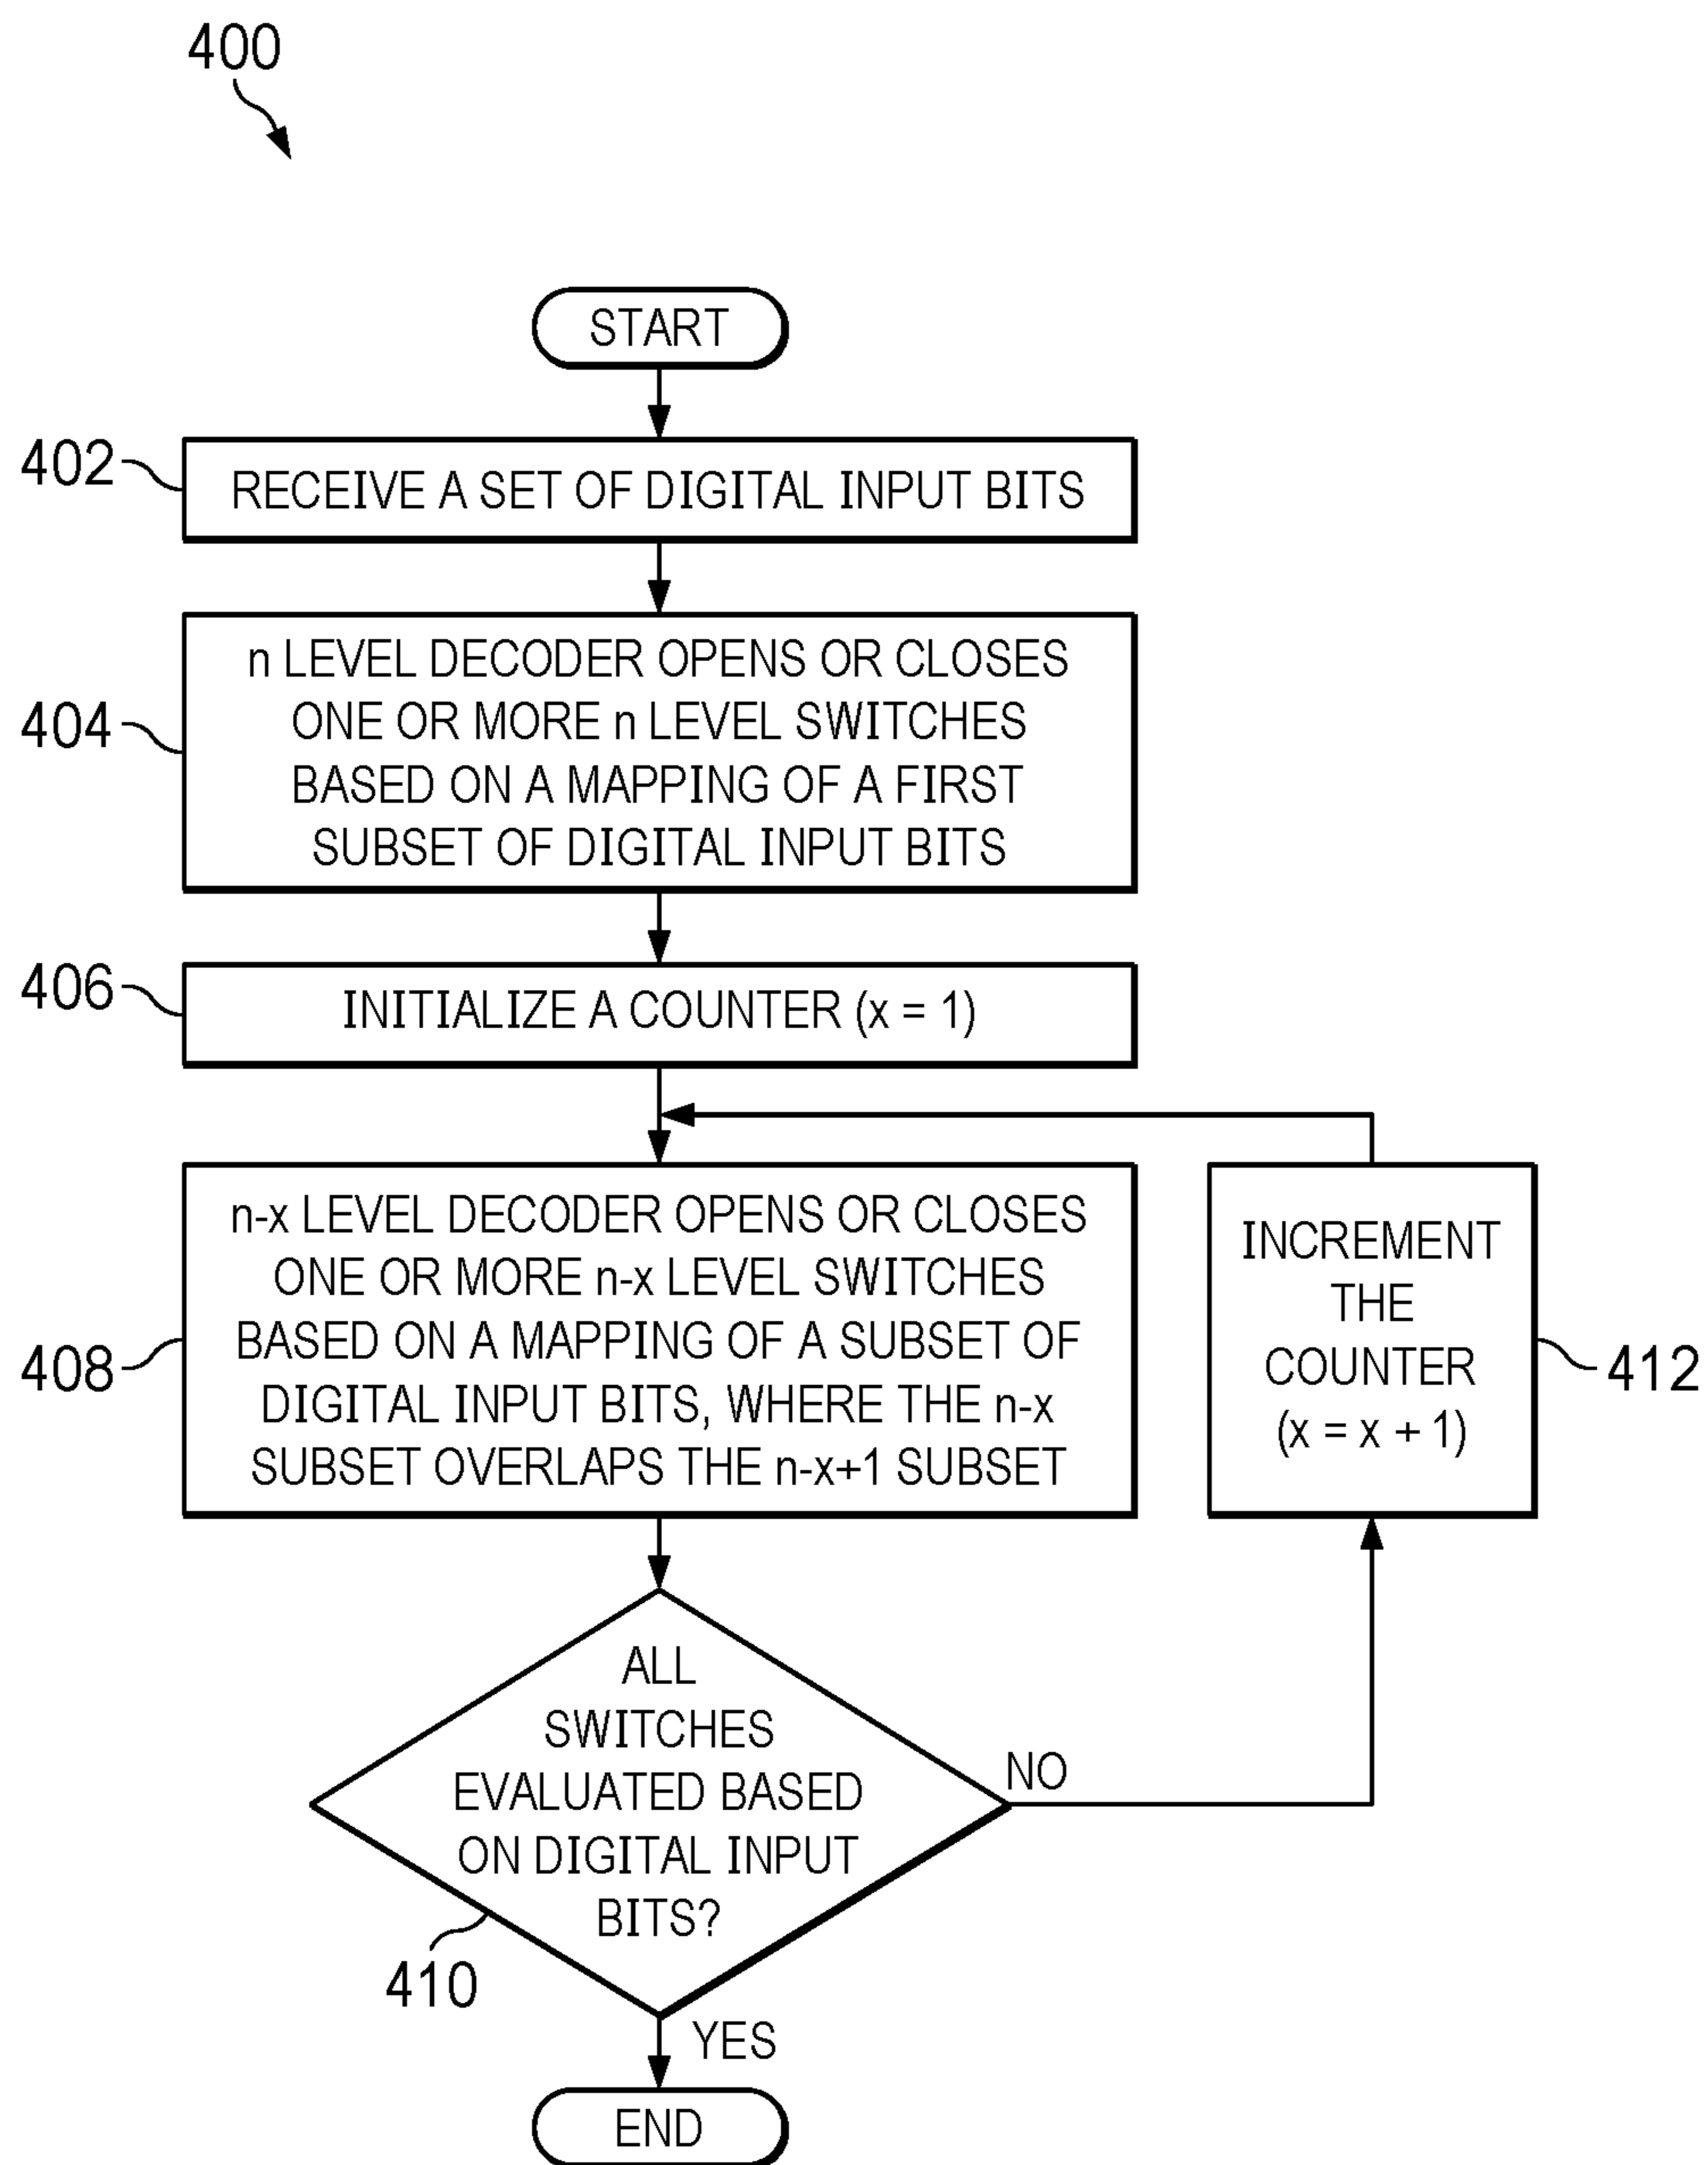 400
START
402
RECEIVE A SET OF DIGITAL INPUT BITS
404
n LEVEL DECODER OPENS OR CLOSES
ONE OR MORE n LEVEL SWITCHES
BASED ON A MAPPING OF A FIRST
SUBSET OF DIGITAL INPUT BITS
406
INITIALIZE A COUNTER (x = 1)
408
n-x LEVEL DECODER OPENS OR CLOSES
ONE OR MORE n-x LEVEL SWITCHES
BASED ON A MAPPING OF A SUBSET OF
DIGITAL INPUT BITS, WHERE THE n-x
SUBSET OVERLAPS THE n-x+1 SUBSET
INCREMENT
THE
COUNTER
(x = x + 1)
412
ALL
SWITCHES
EVALUATED BASED
ON DIGITAL INPUT
BITS?
NO
410
YES
END